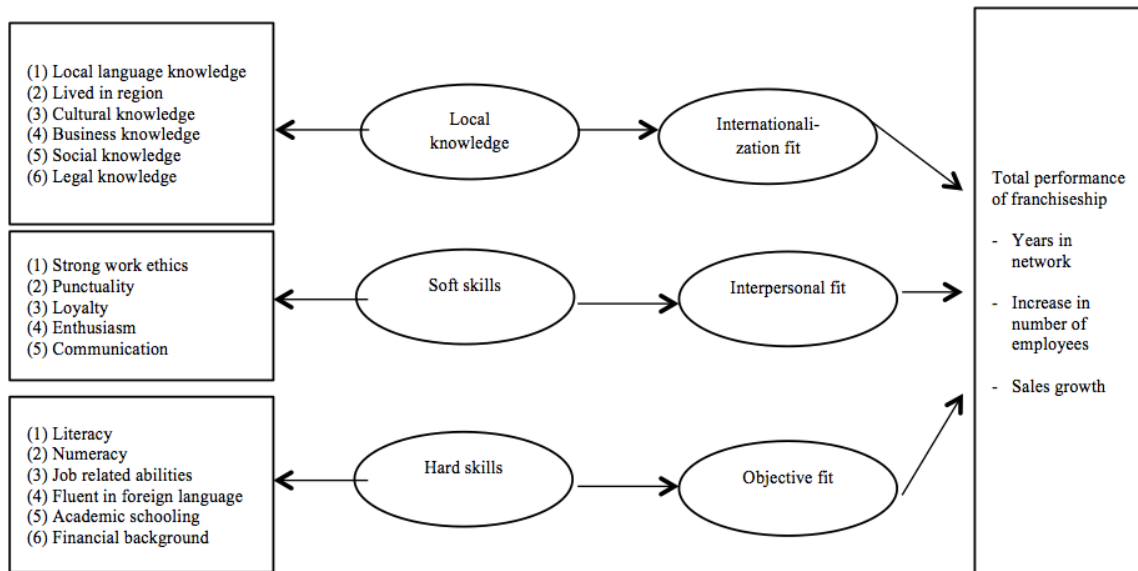 (1) Local language knowledge
(2) Lived in region
(3) Cultural knowledge
(4) Business knowledge
(5) Social knowledge
(6) Legal knowledge
Local
knowledge
Internationali-
zation fit
(1) Strong work ethics
(2) Punctuality
(3) Loyalty
(4) Enthusiasm
(5) Communication
Soft skills
Interpersonal fit
(1) Literacy
(2) Numeracy
(3) Job related abilities
(4) Fluent in foreign language
(5) Academic schooling
(6) Financial background
Hard skills
Objective fit
Total performance
of franchiseship
- Years in
network
- Increase in
number of
employees
- Sales growth